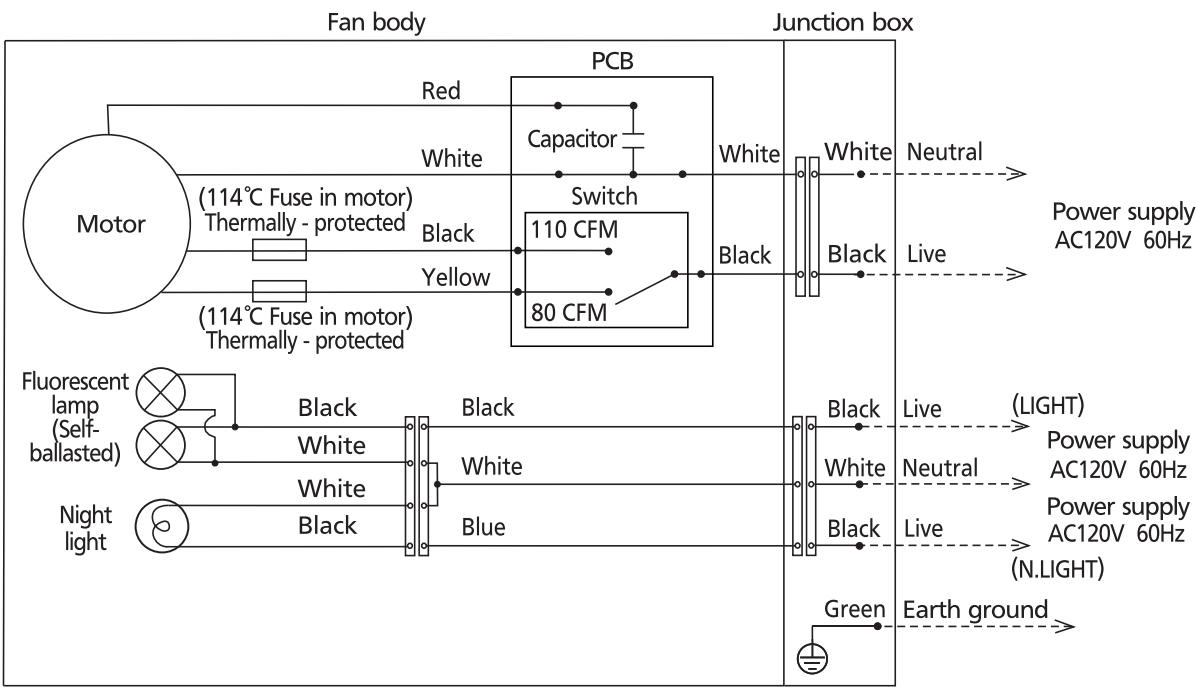 Fan body
Junction box
PCB
Red
Capacitor
White
White
White
Neutral
(114°C Fuse in motor)
Thermally - protected
Switch
Motor
110 CFM
Black
Black
Black
Live
Power supply
AC120V 60Hz
Yellow
80 CFM
(114°C Fuse in motor)
Thermally - protected
Fluorescent
lamp
(Self-
ballasted)
Black
Black
Black
Live
(LIGHT)
White
Power supply
AC120V 60Hz
White
White
Neutral
White
Night
light
Black
Blue
Black
Live
Power supply
AC120V 60Hz
(N.LIGHT)
Green
Earth ground